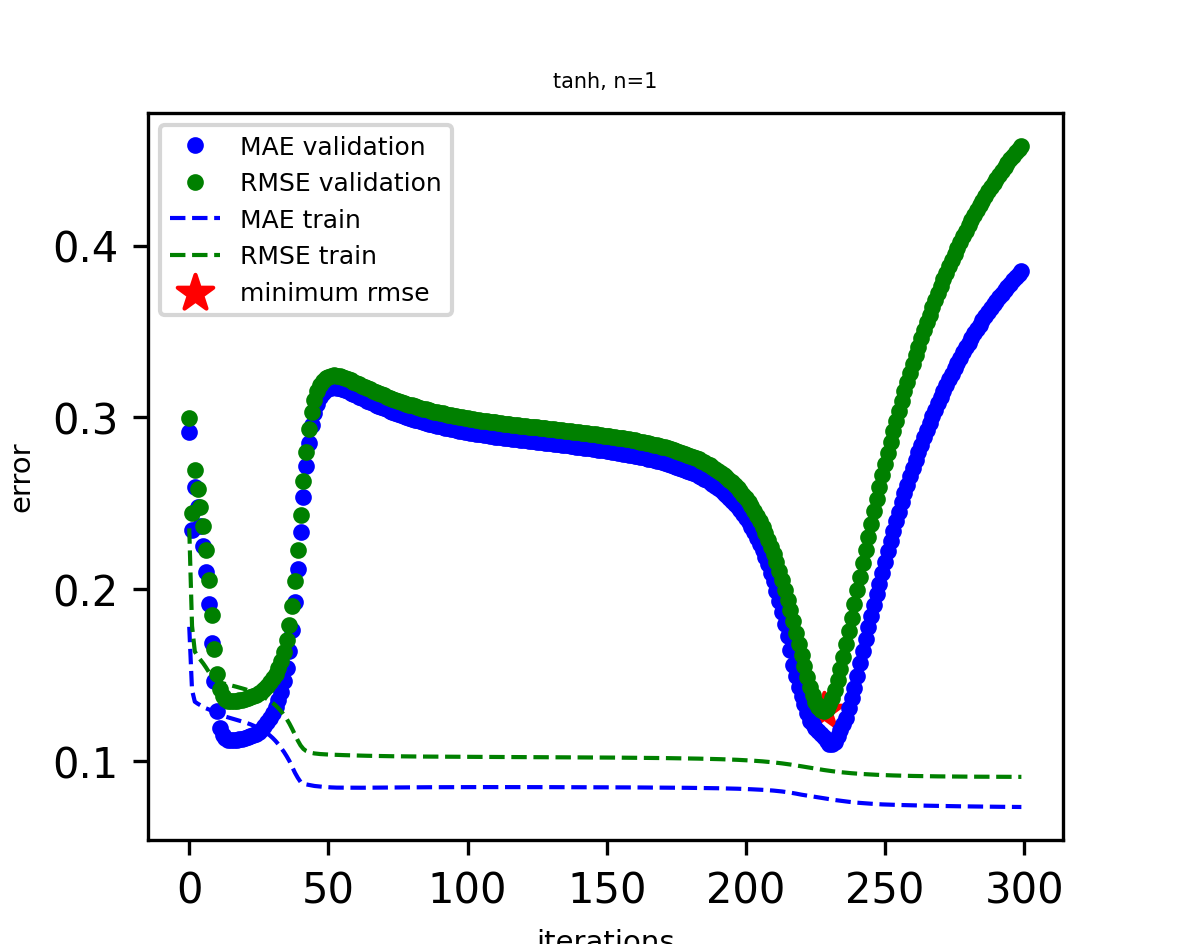 tanh, n=1
MAE validation
RMSE validation
MAE train
RMSE train
minimum rmse
error
0.4
0.3
0.2
0.1
0 50 100 150 200 250 300
iterations